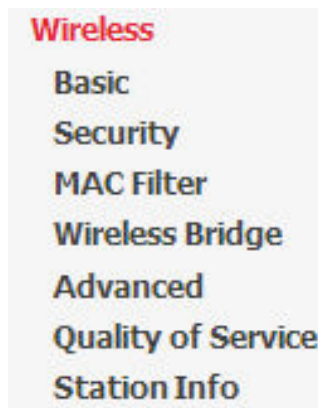 Wireless
Basic
Security
MAC Filter
Wireless Bridge
Advanced
Quality of Service
Station Info